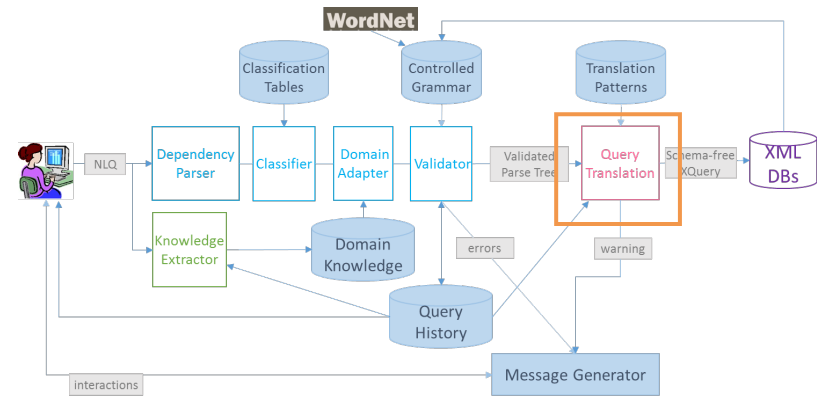 WordNet
Classification
Tables
Controlled
Grammar
Translation
Patterns
NLQ
Dependency
Parser
Classifier
Domain
Adapter
Validator
Validated
Parse Tree
Query
Translation
Schema-free
XQuery
XML
DBs
Knowledge
Extractor
Domain
Knowledge
errors
warning
Query
History
Message Generator
interactions